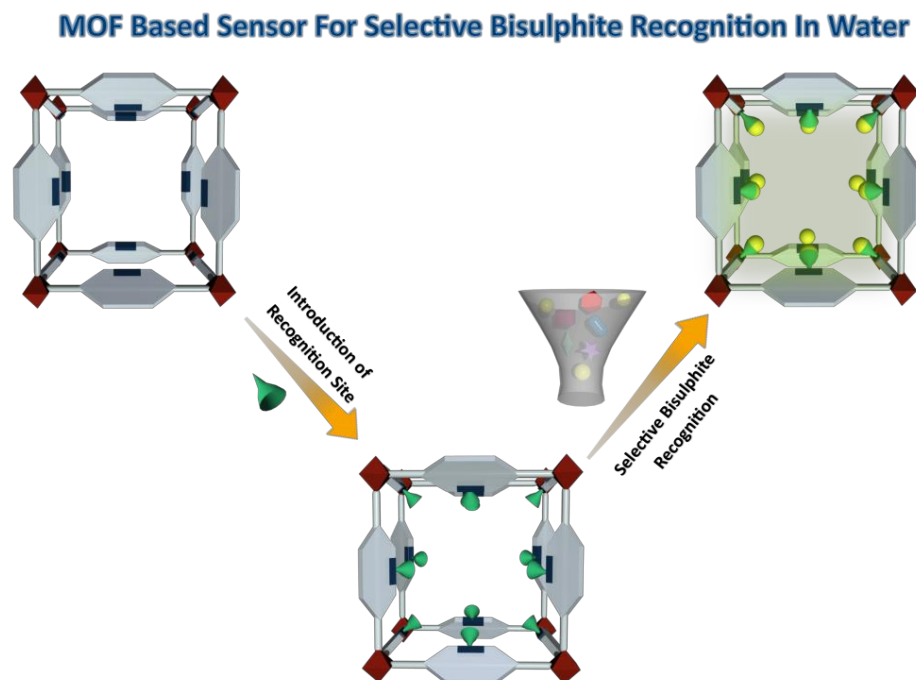 MOF Based Sensor For Selective Bisulphite Recognition In Water
Introduction of
Recognition Site
Selective Bisulphite
Recognition